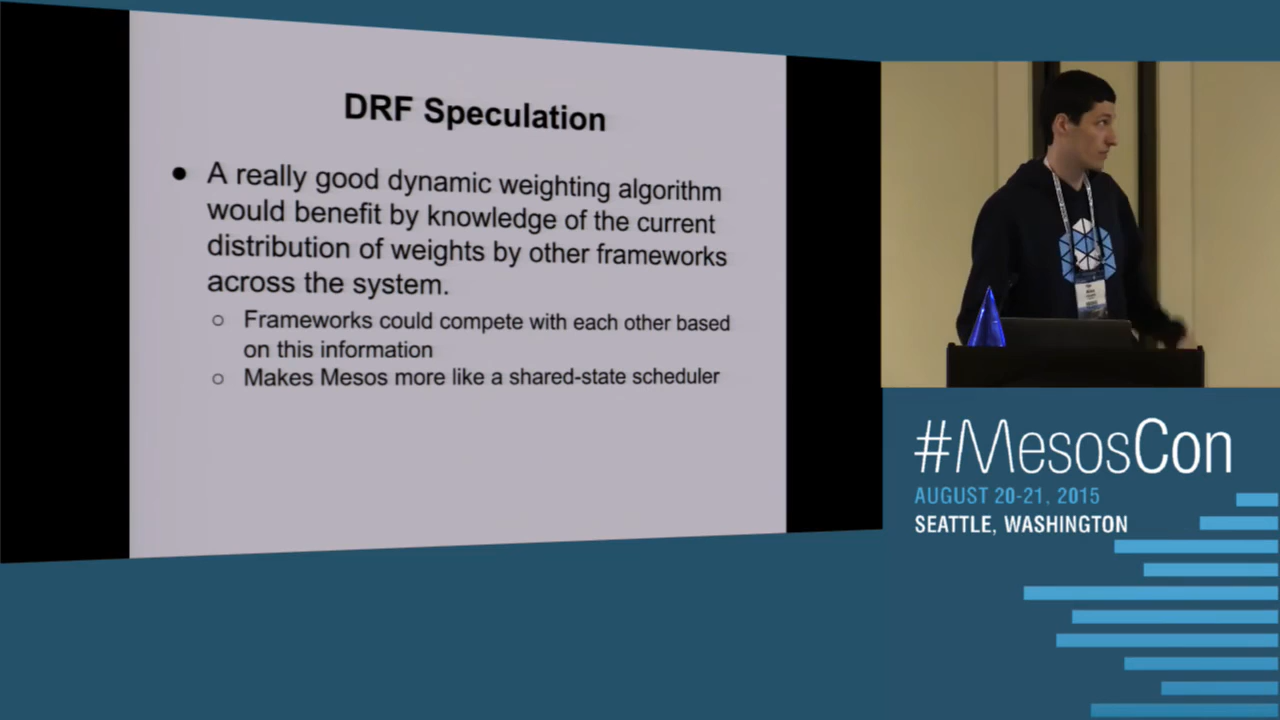 DRF Speculation
● A really good dynamic weighting algorithm
would benefit by knowledge of the current
distribution of weights by other frameworks
across the system.
○ Frameworks could compete with each other based
on this information
○ Makes Mesos more like a shared-state scheduler
#MesosCon
AUGUST 20-21, 2015
SEATTLE, WASHINGTON